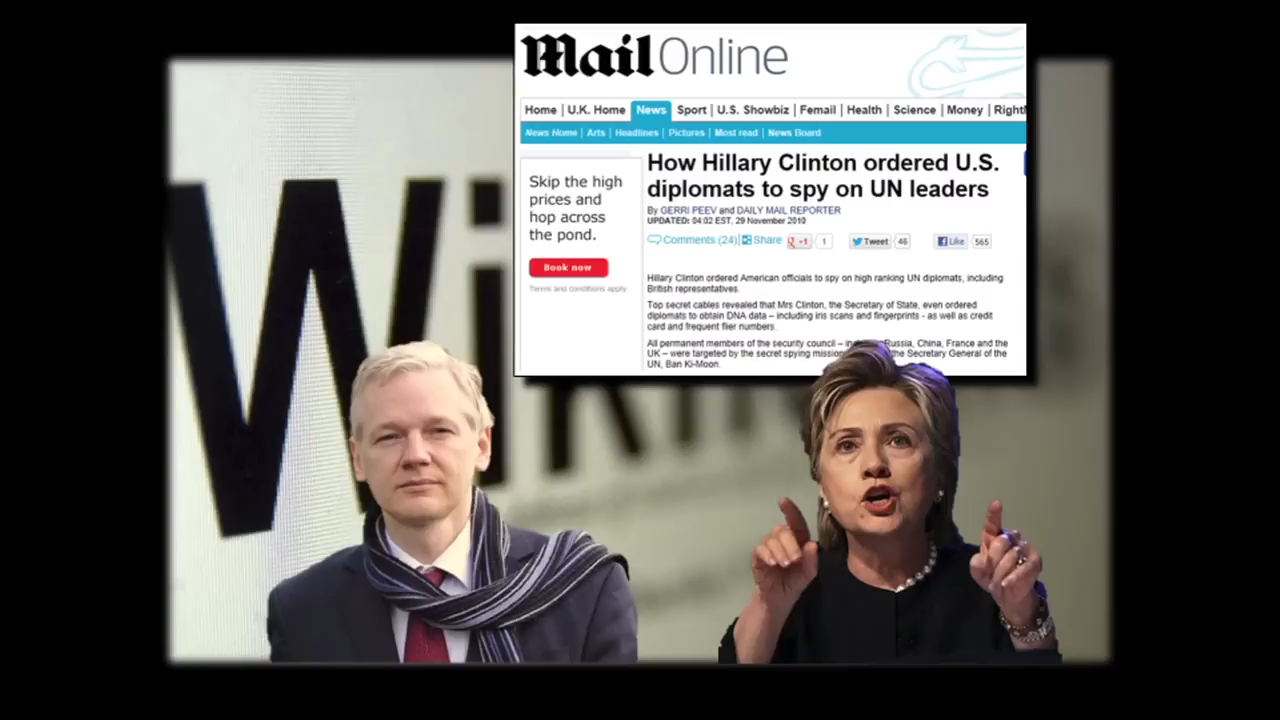 Mail Online
Home | U.K. Home | News | Sport | U.S. Showbiz | Femail | Health | Science | Money |
News Home | Arts | Headlines | Pictures | Most read | News Board
Skip the high
prices and
hop across
the pond.
Book now
Terms and conditions apply.
How Hillary Clinton ordered U.S.
diplomats to spy on UN leaders
By GERRI PEEV and DAILY MAIL REPORTER
UPDATED: 04:02 EST, 29 November 2010
Comments (24) | Share +1 1 Tweet 46 Like 565
Hillary Clinton ordered American officials to spy on high ranking UN diplomats, including
British representatives.
Top secret cables revealed that Mrs Clinton, the Secretary of State, even ordered
diplomats to obtain DNA data – including iris scans and fingerprints - as well as credit
card and frequent flier numbers.
All permanent members of the security council – Russia, China, France and the
UK – were targeted by the secret spying the Secretary General of the
UN, Ban Ki-Moon.
Wi